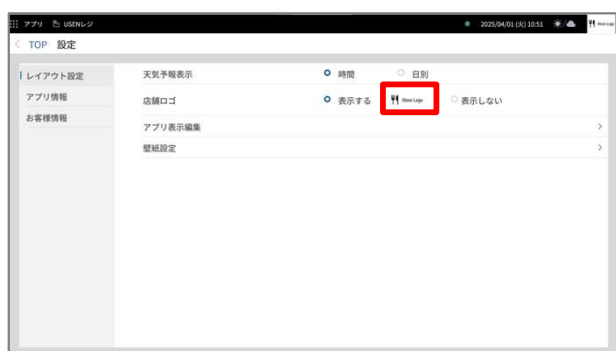 アプリ USENレジ 2025/04/01 (火) 10:51 Store Logo
TOP 設定
レイアウト設定
アプリ情報
お客様情報
天気予報表示 時間 日別
店舗ロゴ 表示する Store Logo 表示しない
アプリ表示編集
壁紙設定